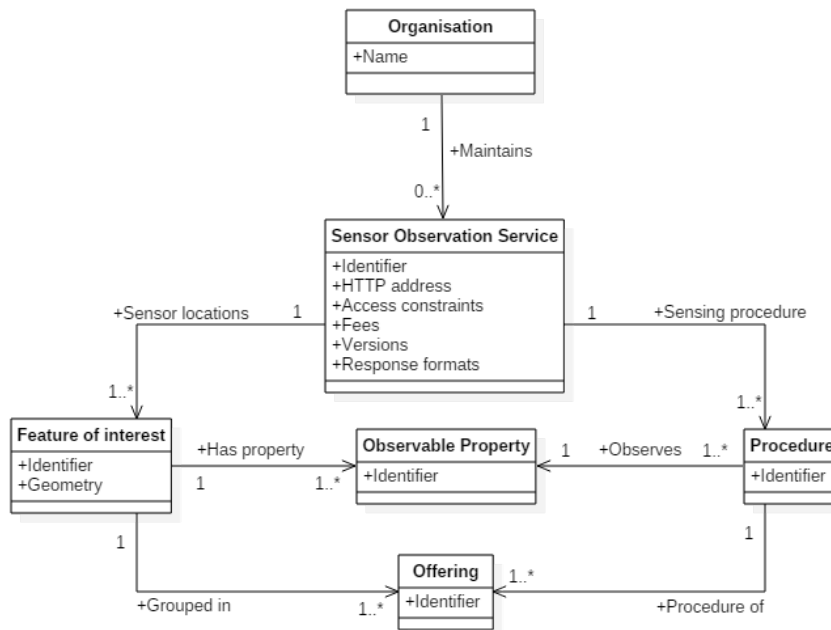 Organisation
+Name
1
+Maintains
0..*
Sensor Observation Service
+Identifier
+HTTP address
+Access constraints
+Fees
+Versions
+Response formats
+Sensor locations
1
1
+Sensing procedure
1..*
1..*
Feature of interest
+Identifier
+Geometry
+Has property
1
1..*
Observable Property
+Identifier
1
+Observes
1..*
Procedure
+Identifier
1
1
Offering
+Identifier
1..*
+Grouped in
1..*
+Procedure of